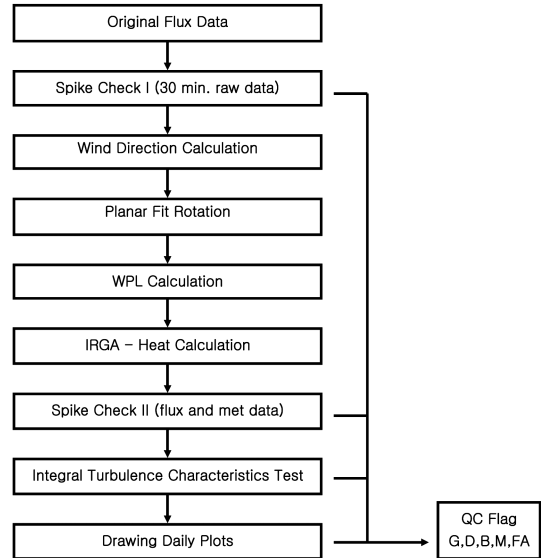 Original Flux Data
Spike Check I (30 min. raw data)
Wind Direction Calculation
Planar Fit Rotation
WPL Calculation
IRGA - Heat Calculation
Spike Check II (flux and met data)
Integral Turbulence Characteristics Test
Drawing Daily Plots
QC Flag
G,D,B,M,FA